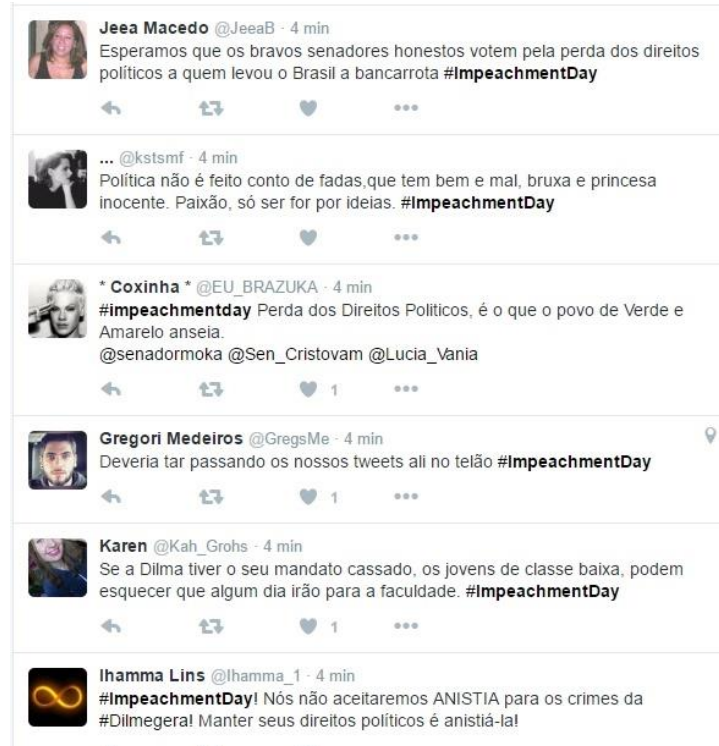 Jeea Macedo @JeeaB · 4 min
Esperamos que os bravos senadores honestos votem pela perda dos direitos
políticos a quem levou o Brasil a bancarrota #ImpeachmentDay
... @kstsmf · 4 min
Política não é feito conto de fadas,que tem bem e mal, bruxa e princesa
inocente. Paixão, só ser for por ideias. #ImpeachmentDay
* Coxinha * @EU_BRAZUKA · 4 min
#impeachmentday Perda dos Direitos Politicos, é o que o povo de Verde e
Amarelo anseia.
@senadormoka @Sen_Cristovam @Lucia_Vania
1
Gregori Medeiros @GregsMe · 4 min
Deveria tar passando os nossos tweets ali no telão #ImpeachmentDay
1
Karen @Kah_Grohs · 4 min
Se a Dilma tiver o seu mandato cassado, os jovens de classe baixa, podem
esquecer que algum dia irão para a faculdade. #ImpeachmentDay
1
Ihamma Lins @Ihamma_1 · 4 min
#ImpeachmentDay! Nós não aceitaremos ANISTIA para os crimes da
#Dilmegera! Manter seus direitos políticos é anistiá-la!